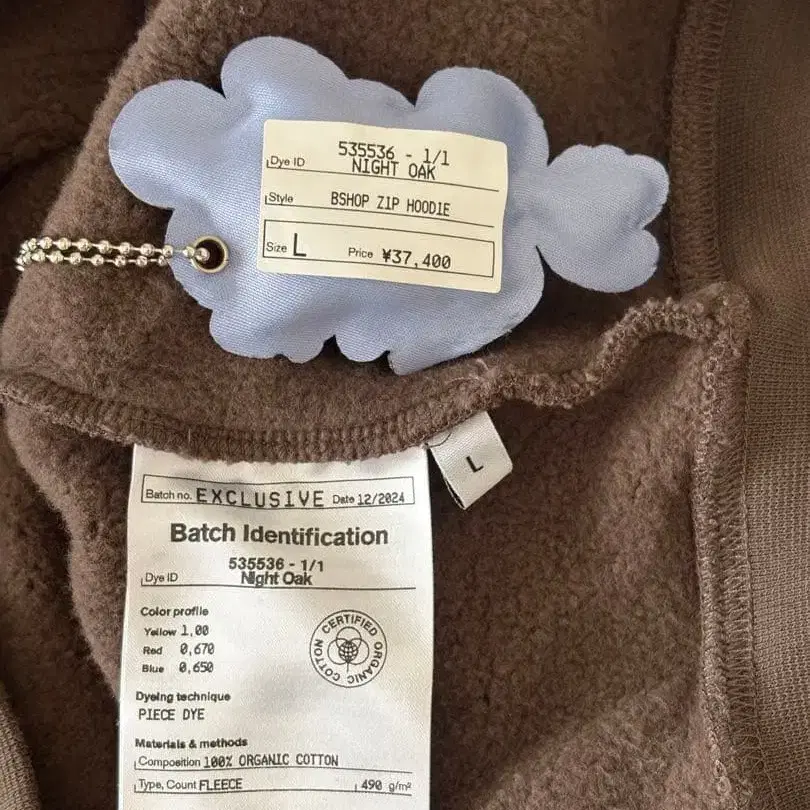 Dye ID 535536 - 1/1
NIGHT OAK
Style BSHOP ZIP HOODIE
Size L Price ¥37,400
L
Batch no. EXCLUSIVE Date 12/2024
Batch Identification
535536 - 1/1
Dye ID Night Oak
Color profile
Yellow 1,00
Red 0,670
Blue 0,650
CERTIFIED ORGANIC COTTON
Dyeing technique
PIECE DYE
Materials & methods
Composition 100% ORGANIC COTTON
Type, Count FLEECE 490 g/m²